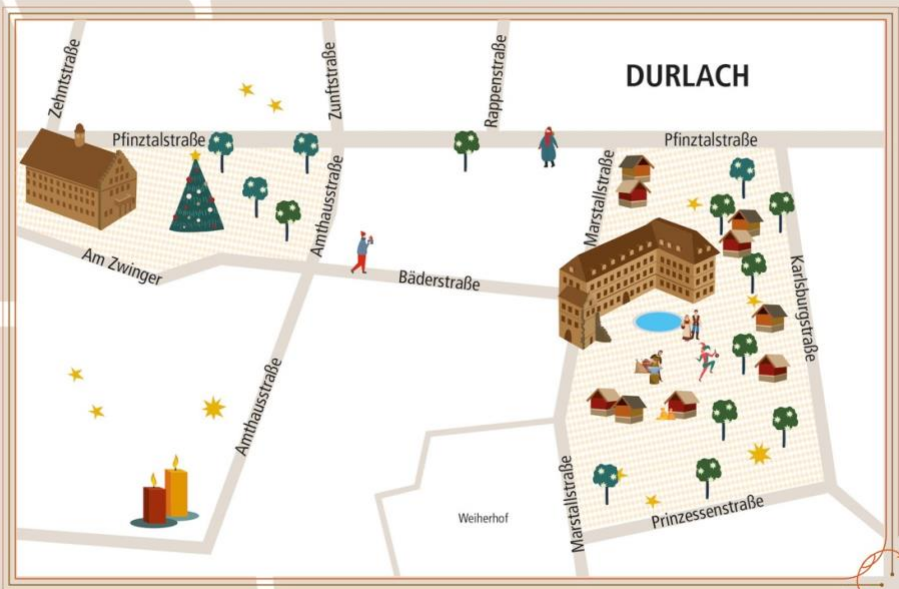 Zehntstraße
Zunftstraße
Rappenstraße
DURLACH
Pfinztalstraße
Pfinztalstraße
Amthausstraße
Marstallstraße
Am Zwinger
Bäderstraße
Karlsburgstraße
Amthausstraße
Marstallstraße
Weiherhof
Prinzessenstraße